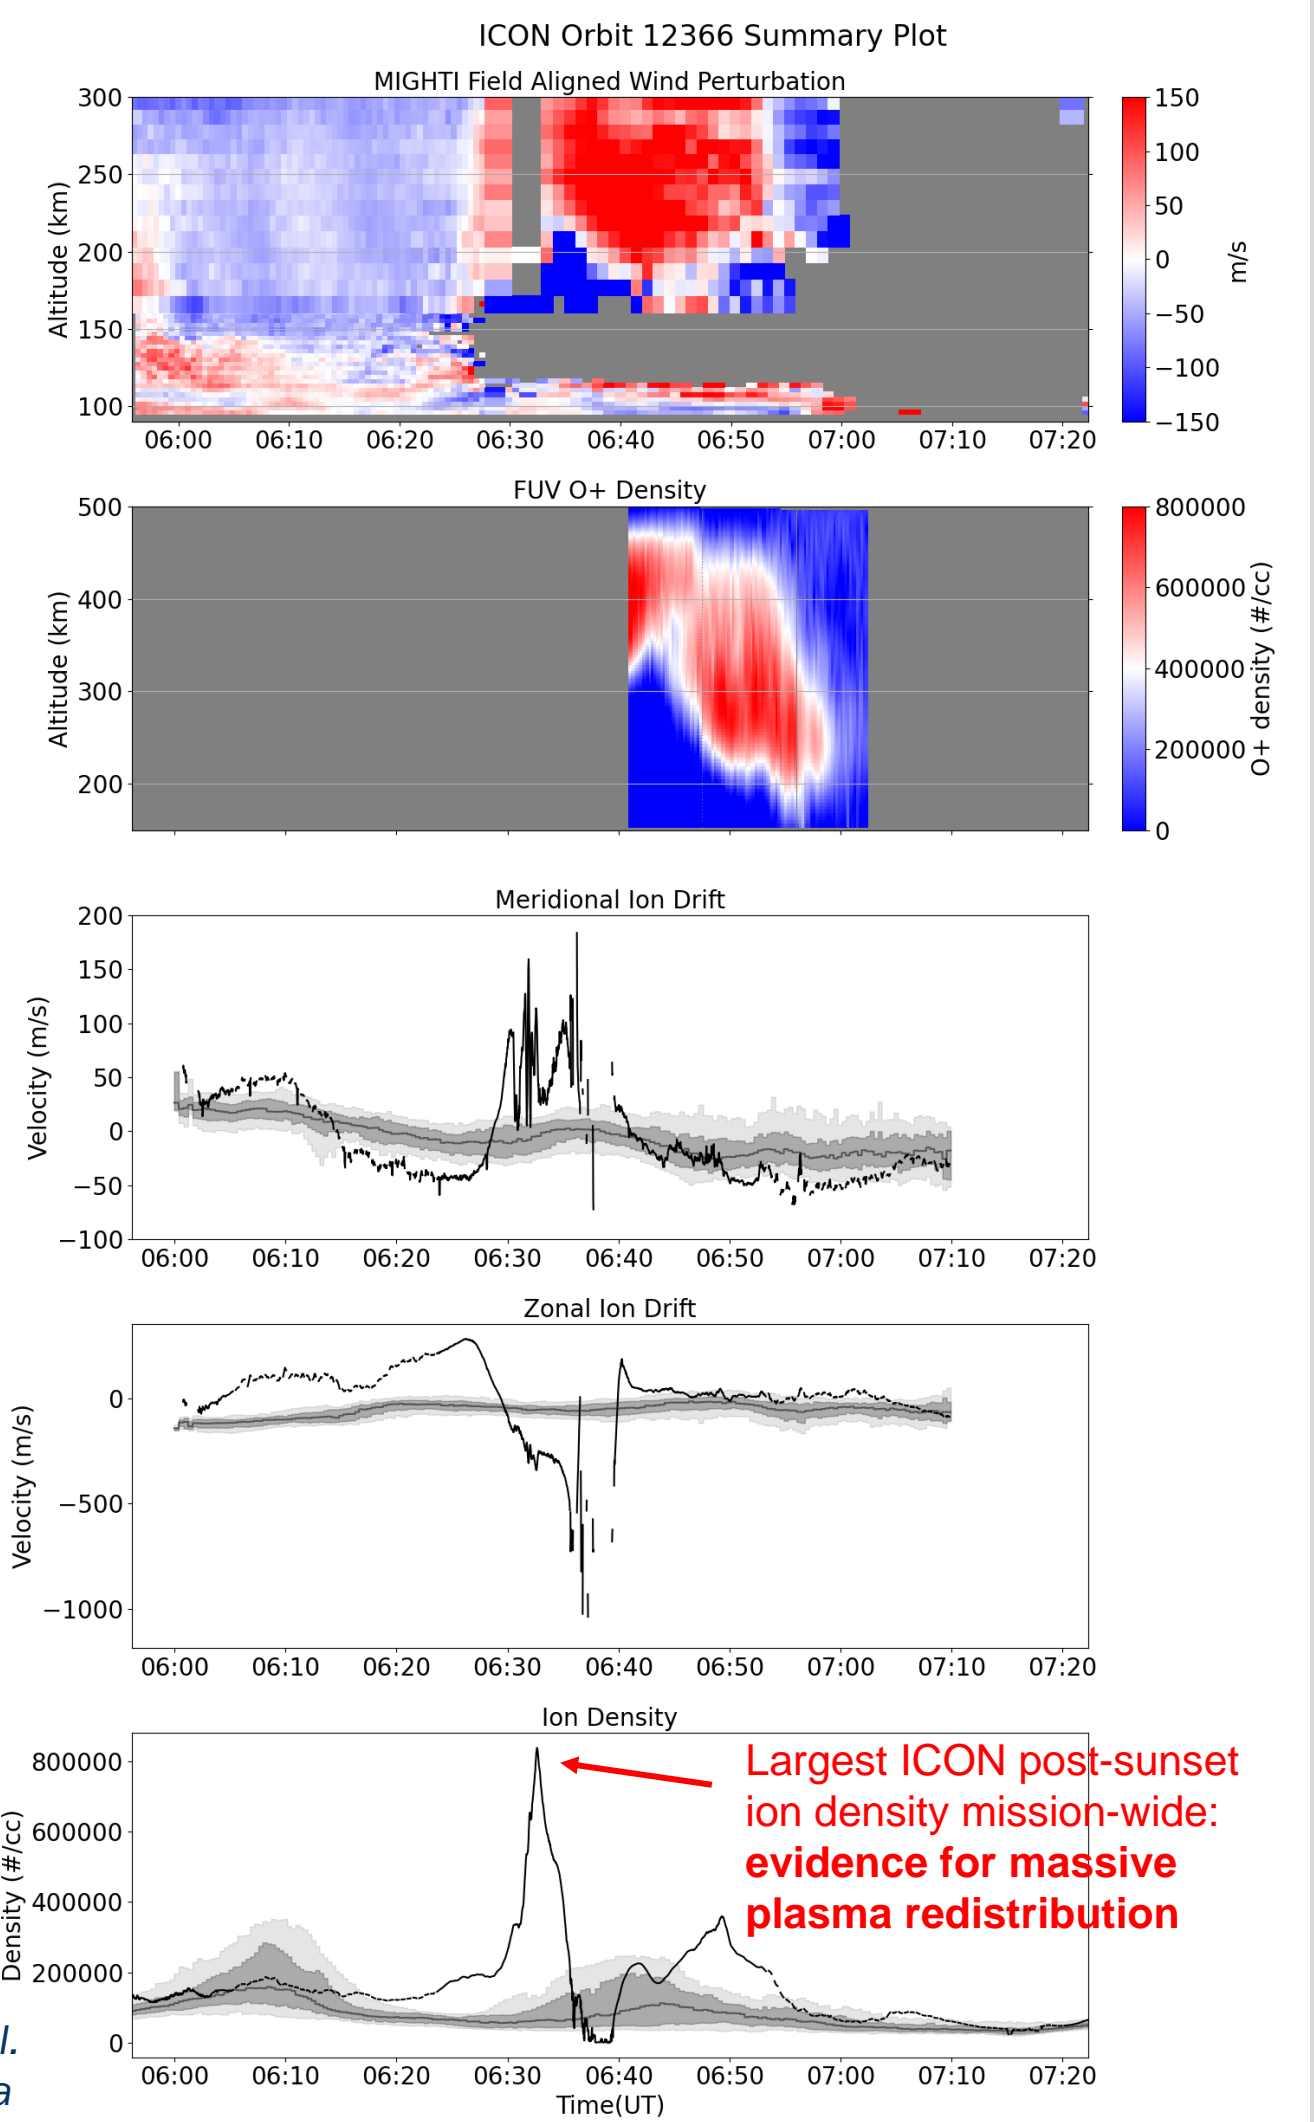 ICON Orbit 12366 Summary Plot
MIGHTI Field Aligned Wind Perturbation
300
250
200
150
100
Altitude (km)
06:00 06:10 06:20 06:30 06:40 06:50 07:00 07:10 07:20
150
100
50
0
−50
−100
−150
m/s
FUV O+ Density
500
400
300
200
Altitude (km)
800000
600000
400000
200000
0
O+ density (#/cc)
Meridional Ion Drift
200
150
100
50
0
−50
−100
Velocity (m/s)
06:00 06:10 06:20 06:30 06:40 06:50 07:00 07:10 07:20
Zonal Ion Drift
0
−500
−1000
Velocity (m/s)
06:00 06:10 06:20 06:30 06:40 06:50 07:00 07:10 07:20
Ion Density
800000
600000
400000
200000
0
Density (#/cc)
Largest ICON post-sunset
ion density mission-wide:
evidence for massive
plasma redistribution
l.
a
06:00 06:10 06:20 06:30 06:40 06:50 07:00 07:10 07:20
Time(UT)